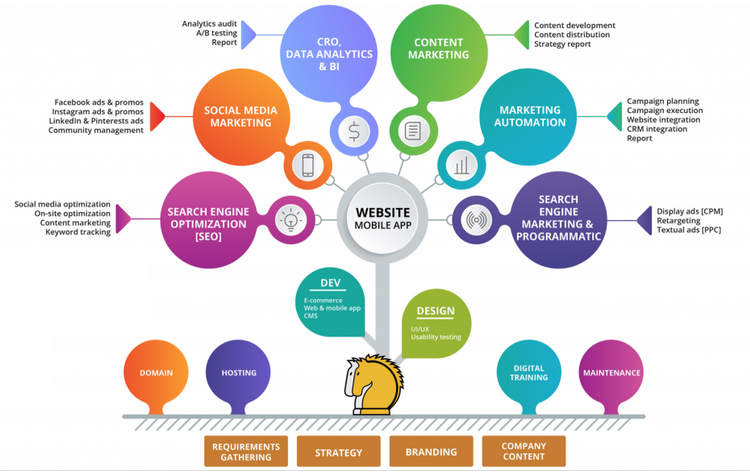 Analytics audit
A/B testing
Report
CRO,
DATA ANALYTICS
& BI
CONTENT
MARKETING
Content development
Content distribution
Strategy report
Facebook ads & promos
Instagram ads & promos
LinkedIn & Pinterests ads
Community management
SOCIAL MEDIA
MARKETING
MARKETING
AUTOMATION
Campaign planning
Campaign execution
Website integration
CRM integration
Report
Social media optimization
On-site optimization
Content marketing
Keyword tracking
SEARCH ENGINE
OPTIMIZATION
[SEO]
WEBSITE
MOBILE APP
SEARCH
ENGINE
MARKETING &
PROGRAMMATIC
Display ads [CPM]
Retargeting
Textual ads [PPC]
DEV
E-commerce
Web & mobile app
CMS
DESIGN
UI/UX
Usability testing
DOMAIN
HOSTING
DIGITAL
TRAINING
MAINTENANCE
REQUIREMENTS
GATHERING
STRATEGY
BRANDING
COMPANY
CONTENT